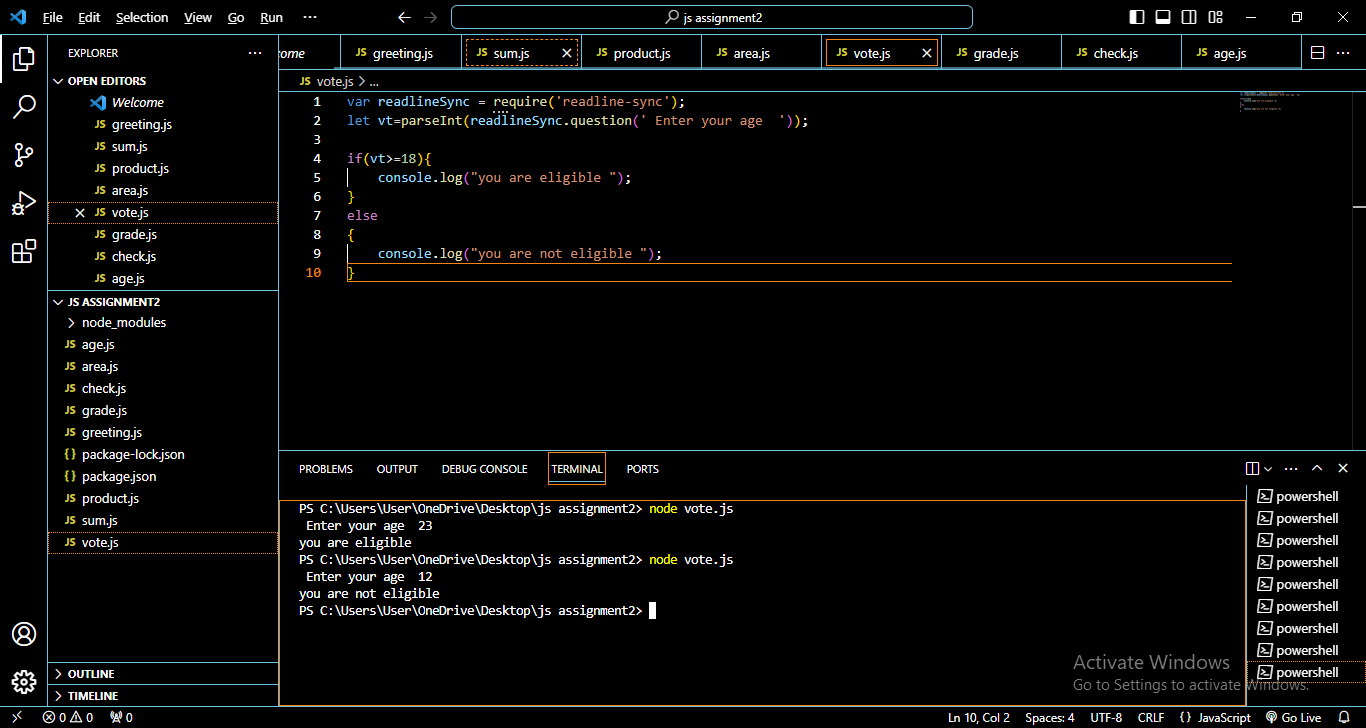 File Edit Selection View Go Run ··· js assignment2
EXPLORER ···
OPEN EDITORS
Welcome
JS greeting.js
JS sum.js
JS product.js
JS area.js
JS vote.js
JS grade.js
JS check.js
JS age.js
JS ASSIGNMENT2
node_modules
JS age.js
JS area.js
JS check.js
JS grade.js
JS greeting.js
{} package-lock.json
{} package.json
JS product.js
JS sum.js
JS vote.js
OUTLINE
TIMELINE
ome JS greeting.js JS sum.js JS product.js JS area.js JS vote.js JS grade.js JS check.js JS age.js ···
JS vote.js > ...
1 var readlineSync = require('readline-sync');
2 let vt=parseInt(readlineSync.question(' Enter your age  '));
3
4 if(vt>=18){
5     console.log("you are eligible ");
6 }
7 else
8 {
9     console.log("you are not eligible ");
10 }
PROBLEMS OUTPUT DEBUG CONSOLE TERMINAL PORTS ···
PS C:\Users\User\OneDrive\Desktop\js assignment2> node vote.js
 Enter your age  23
you are eligible
PS C:\Users\User\OneDrive\Desktop\js assignment2> node vote.js
 Enter your age  12
you are not eligible
PS C:\Users\User\OneDrive\Desktop\js assignment2>
powershell
powershell
powershell
powershell
powershell
powershell
powershell
powershell
powershell
Activate Windows
Go to Settings to activate Windows.
0 0 0 Ln 10, Col 2 Spaces: 4 UTF-8 CRLF {} JavaScript Go Live